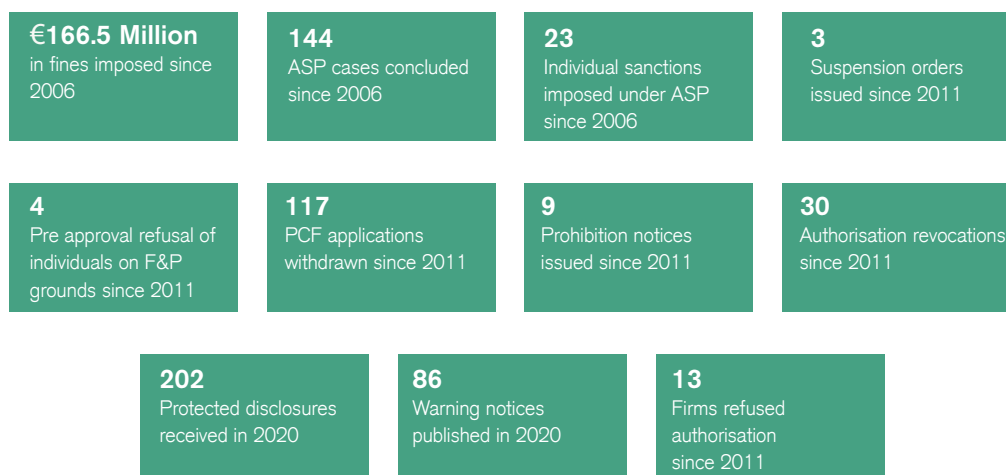 €166.5 Million
in fines imposed since
2006
144
ASP cases concluded
since 2006
23
Individual sanctions
imposed under ASP
since 2006
3
Suspension orders
issued since 2011
4
Pre approval refusal of
individuals on F&P
grounds since 2011
117
PCF applications
withdrawn since 2011
9
Prohibition notices
issued since 2011
30
Authorisation revocations
since 2011
202
Protected disclosures
received in 2020
86
Warning notices
published in 2020
13
Firms refused
authorisation
since 2011